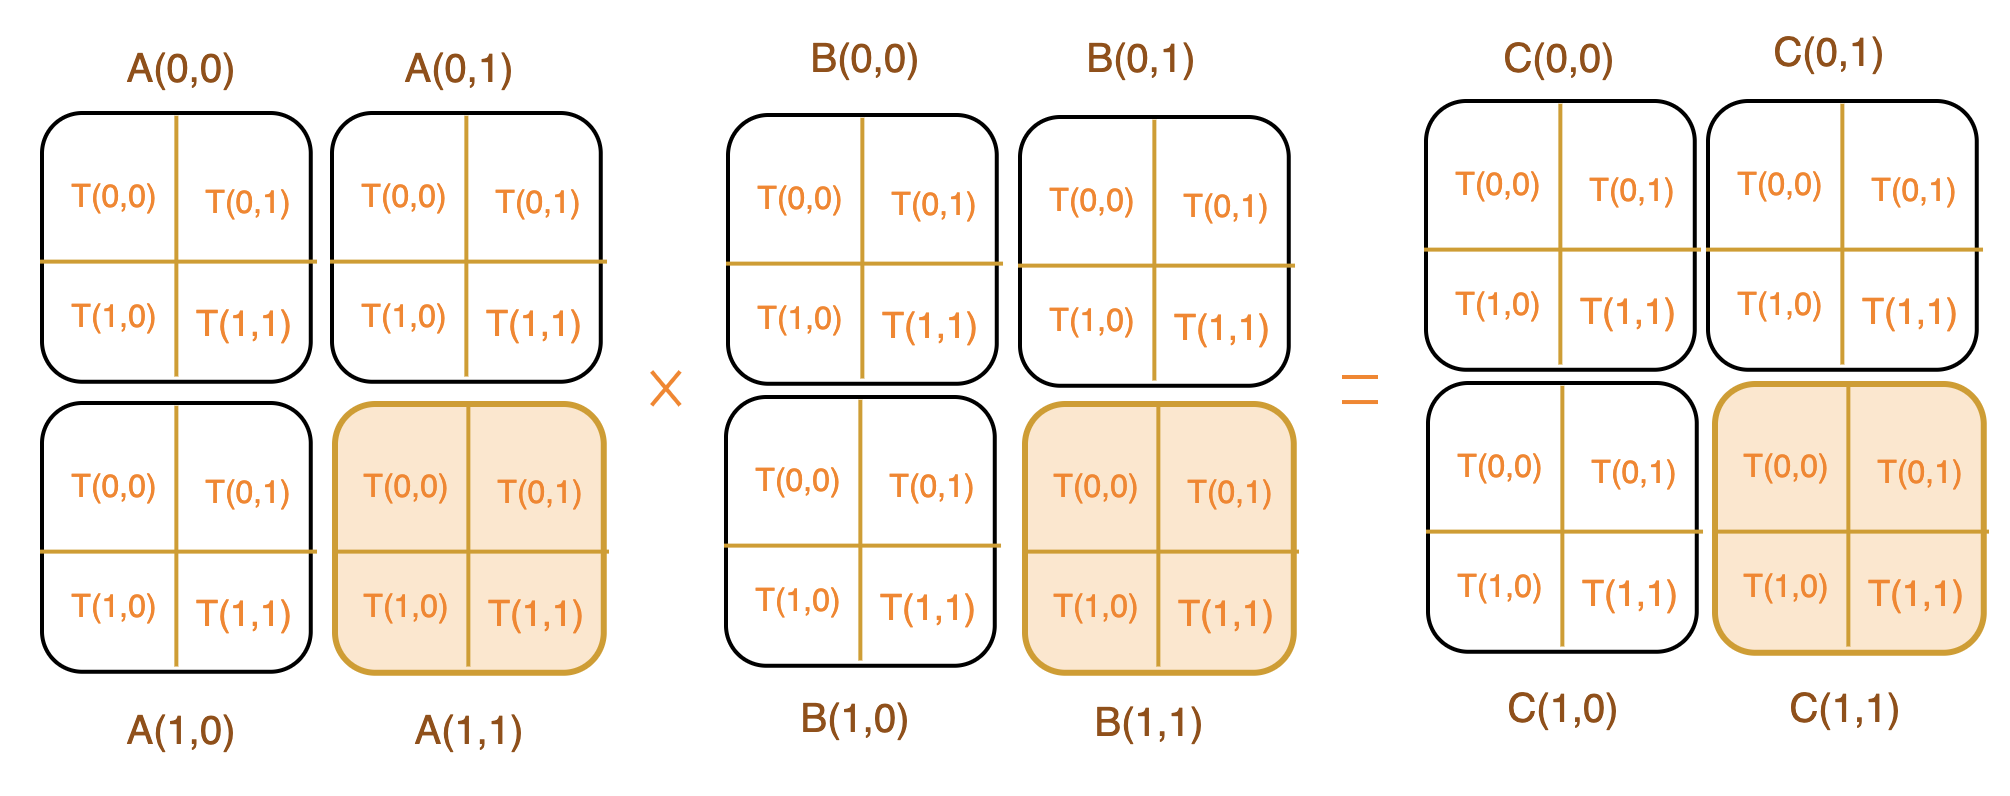 A(0,0) A(0,1) B(0,0) B(0,1) C(0,0) C(0,1)
T(0,0) T(0,1) T(0,0) T(0,1) T(0,0) T(0,1) T(0,0) T(0,1) T(0,0) T(0,1) T(0,0) T(0,1)
T(1,0) T(1,1) T(1,0) T(1,1) T(1,0) T(1,1) T(1,0) T(1,1) T(1,0) T(1,1) T(1,0) T(1,1)
× =
T(0,0) T(0,1) T(0,0) T(0,1) T(0,0) T(0,1) T(0,0) T(0,1) T(0,0) T(0,1) T(0,0) T(0,1)
T(1,0) T(1,1) T(1,0) T(1,1) T(1,0) T(1,1) T(1,0) T(1,1) T(1,0) T(1,1) T(1,0) T(1,1)
A(1,0) A(1,1) B(1,0) B(1,1) C(1,0) C(1,1)